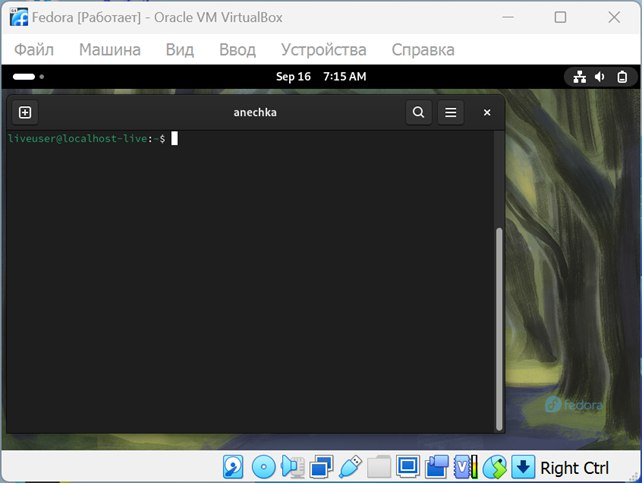 Fedora [Работает] - Oracle VM VirtualBox
Файл Машина Вид Ввод Устройства Справка
Sep 16 7:15 AM
anechka
liveuser@localhost-live:~$
fedora
Right Ctrl